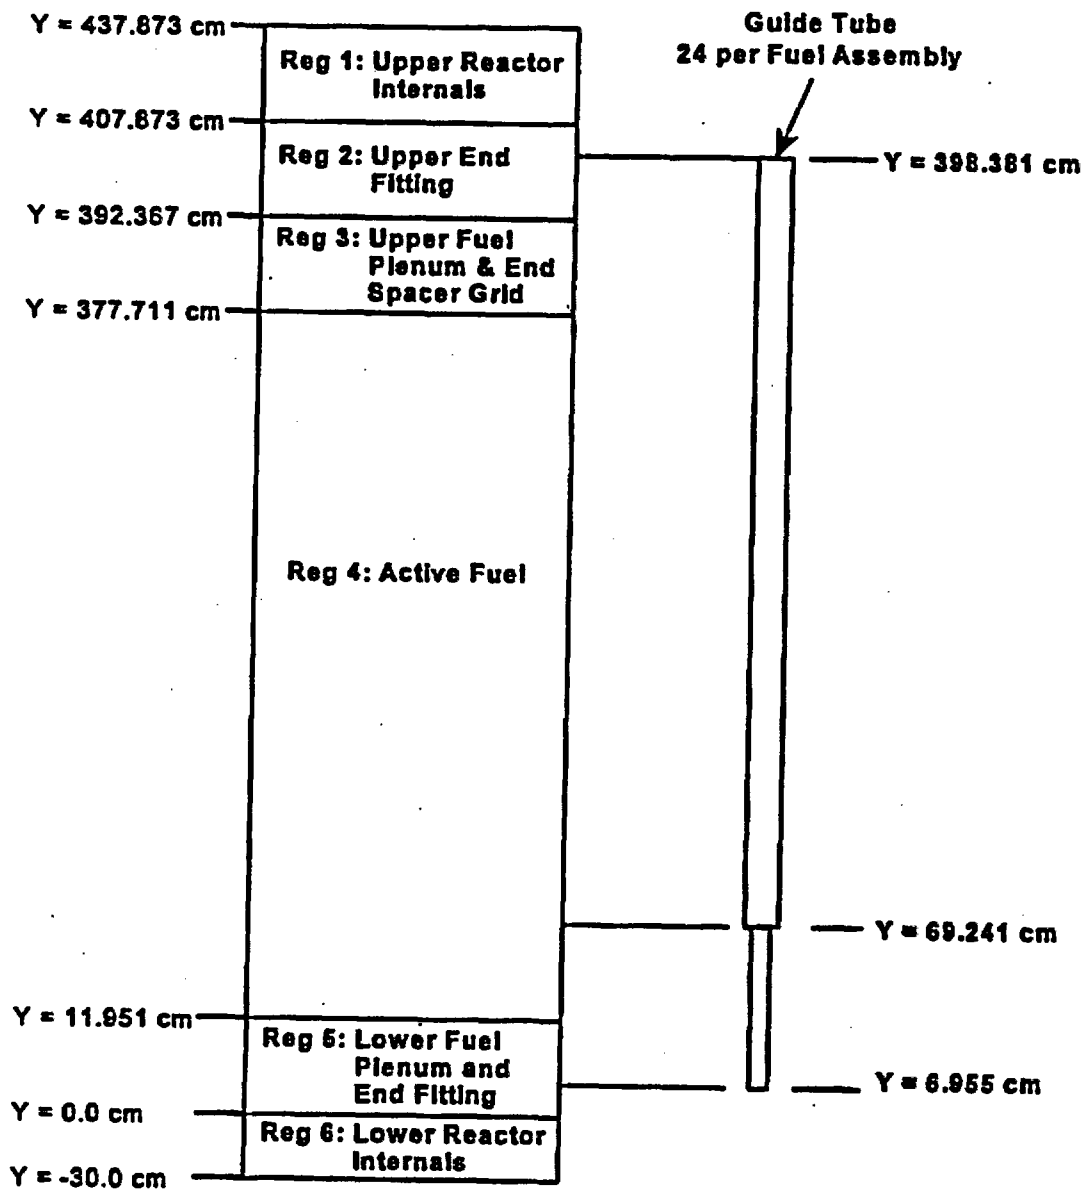 Guide Tube
24 per Fuel Assembly
Y = 437.873 cm
Reg 1: Upper Reactor
Internals
Y = 407.873 cm
Reg 2: Upper End
Fitting
Y = 398.381 cm
Y = 392.367 cm
Reg 3: Upper Fuel
Plenum & End
Spacer Grid
Y = 377.711 cm
Reg 4: Active Fuel
Y = 69.241 cm
Y = 11.951 cm
Reg 5: Lower Fuel
Plenum and
End Fitting
Y = 6.955 cm
Y = 0.0 cm
Reg 6: Lower Reactor
Internals
Y = -30.0 cm